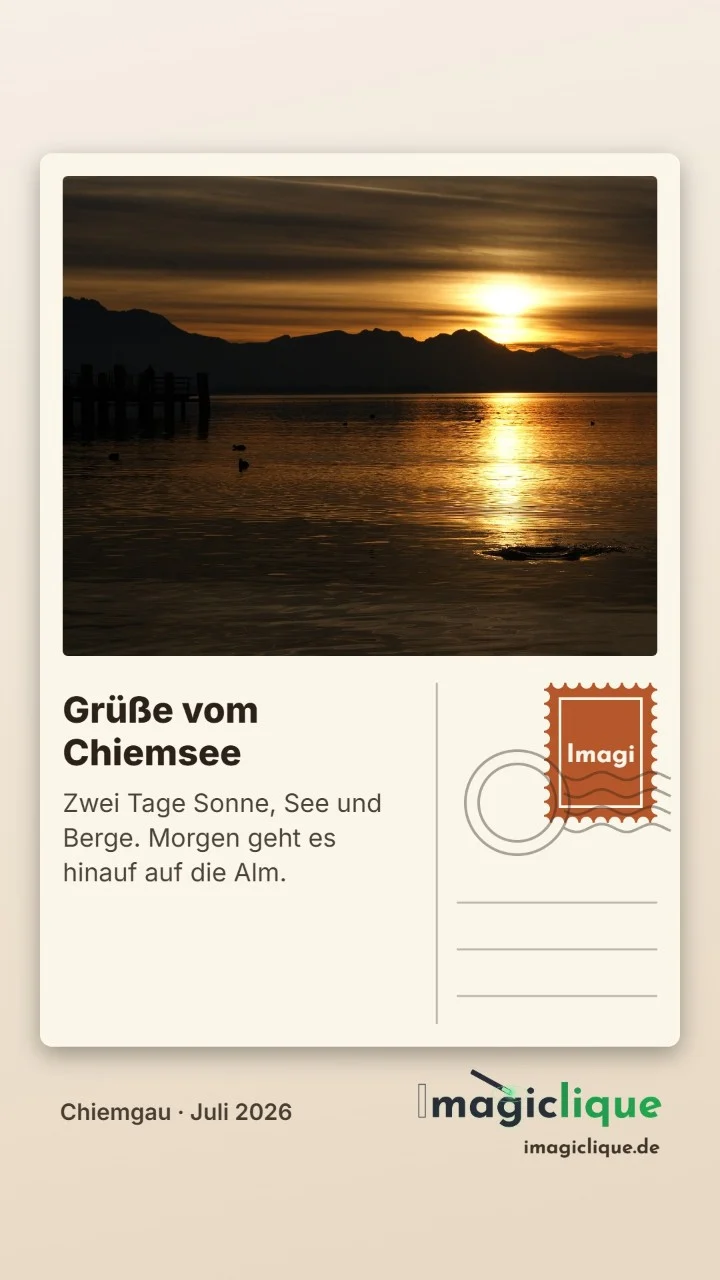 Grüße vom
Chiemsee
Zwei Tage Sonne, See und
Berge. Morgen geht es
hinauf auf die Alm.
Imagi
Chiemgau · Juli 2026
Imagiclique
imagiclique.de